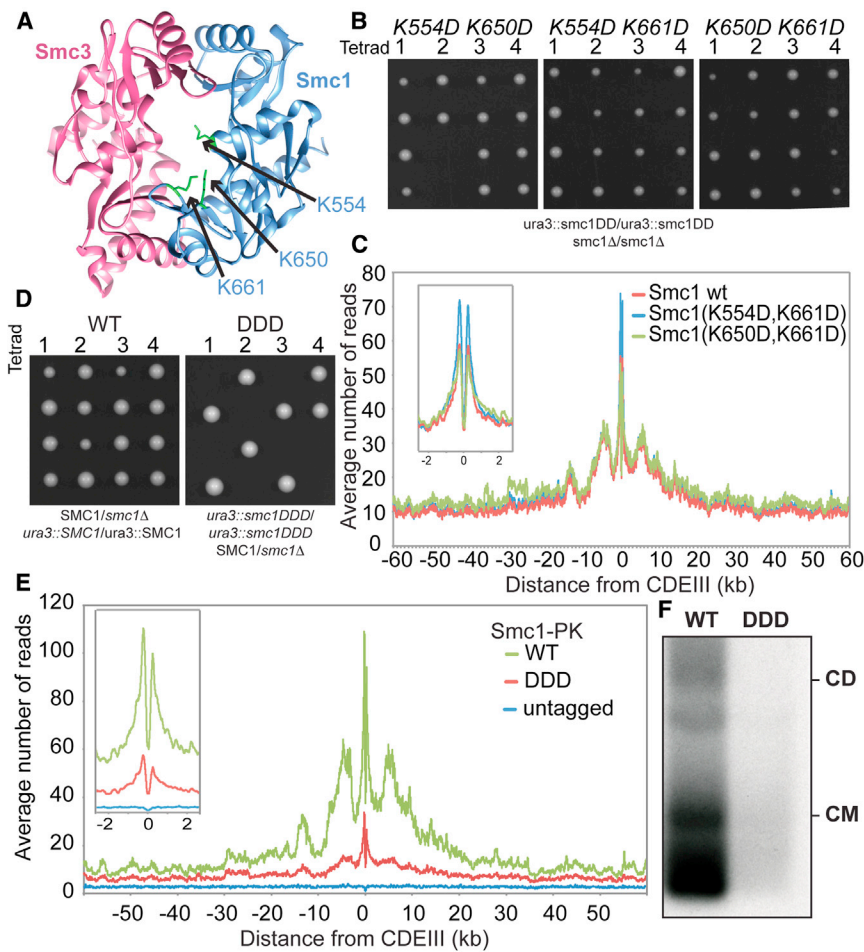 A
Smc3
Smc1
K554
K650
K661
B
K554D K650D K554D K661D K650D K661D
Tetrad 1 2 3 4 1 2 3 4 1 2 3 4
ura3::smc1DD/ura3::smc1DD
smc1Δ/smc1Δ
C
Average number of reads
80
70
60
50
40
30
20
10
0
-2 0 2
Smc1 wt
Smc1(K554D,K661D)
Smc1(K650D,K661D)
-60 -50 -40 -30 -20 -10 0 10 20 30 40 50 60
Distance from CDEIII (kb)
D
WT DDD
Tetrad
1 2 3 4 1 2 3 4
SMC1/smc1Δ
ura3::SMC1/ura3::SMC1
ura3::smc1DDD/
ura3::smc1DDD
SMC1/smc1Δ
E
Average number of reads
120
100
80
60
40
20
0
-2 0 2
Smc1-PK
WT
DDD
untagged
-50 -40 -30 -20 -10 0 10 20 30 40 50
Distance from CDEIII (kb)
F
WT DDD
CD
CM